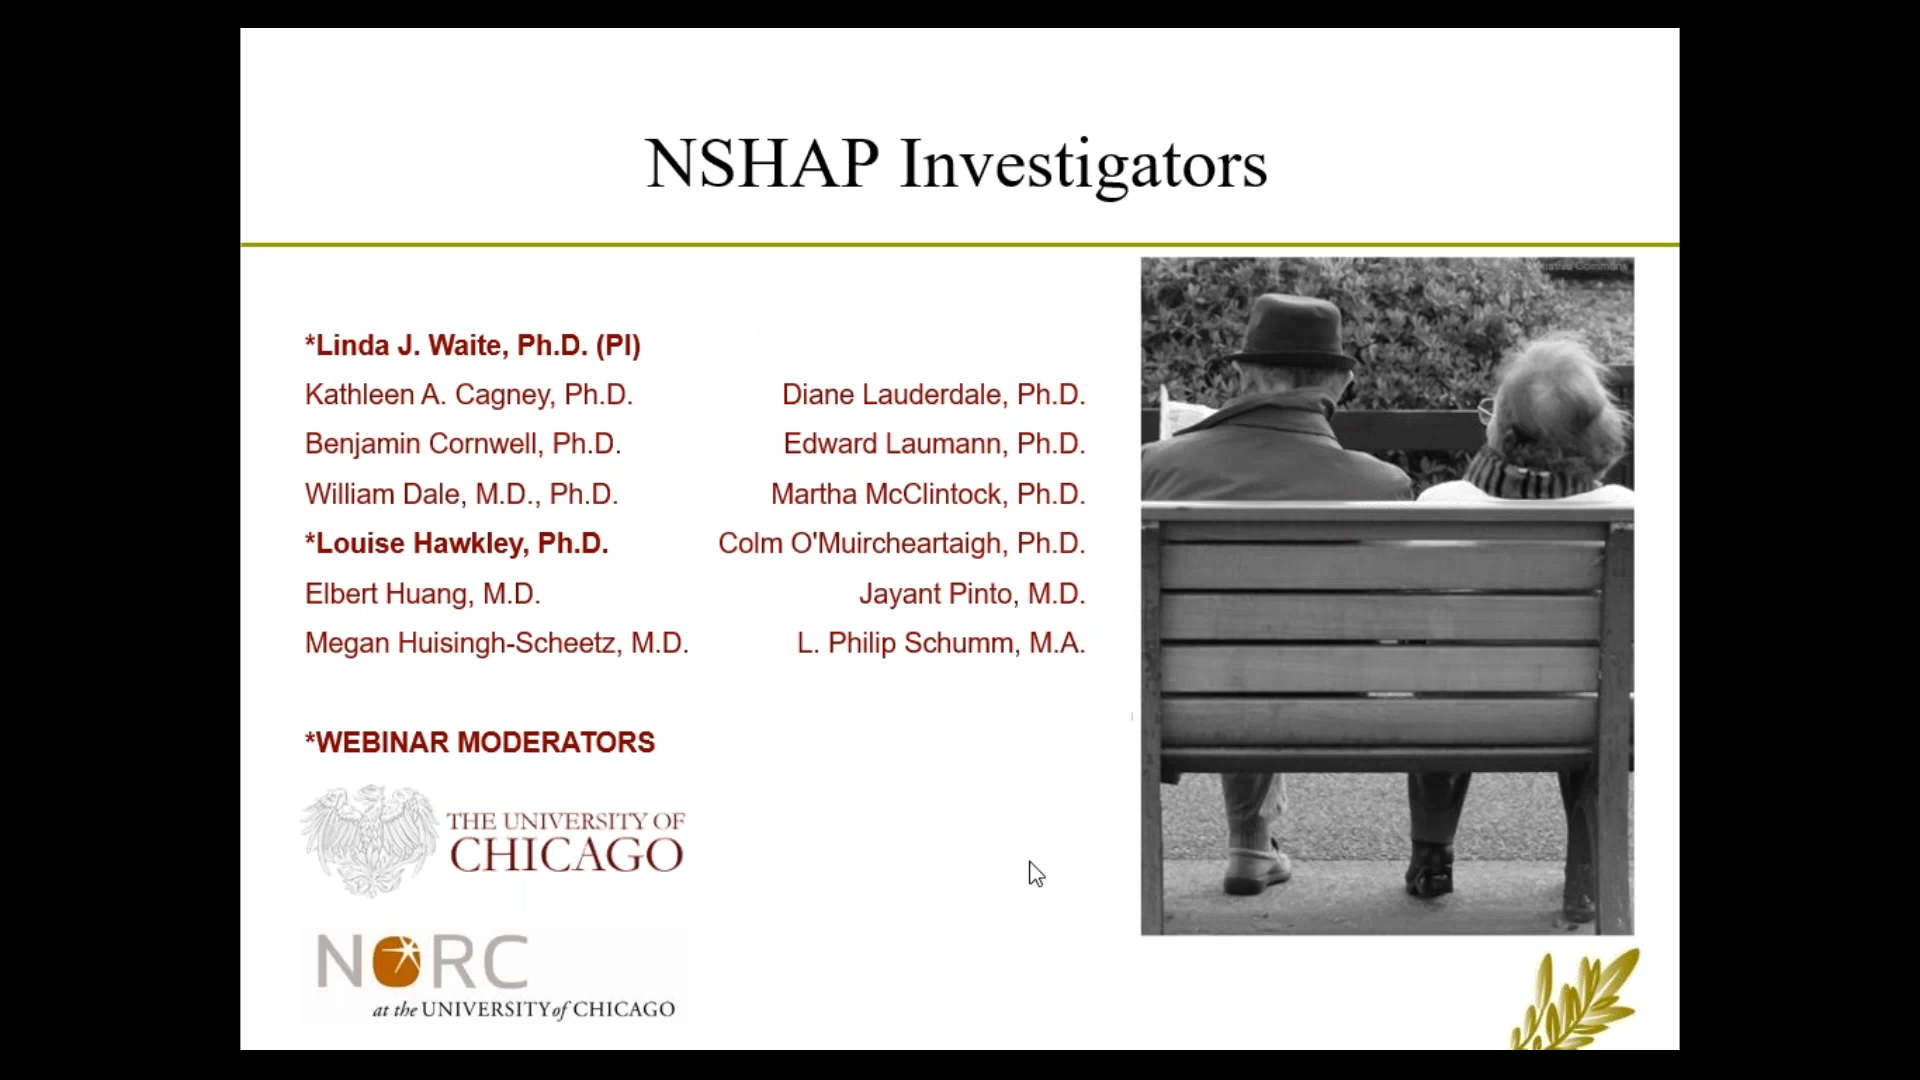 NSHAP Investigators
*Linda J. Waite, Ph.D. (PI)
Kathleen A. Cagney, Ph.D.
Benjamin Cornwell, Ph.D.
William Dale, M.D., Ph.D.
*Louise Hawkley, Ph.D.
Elbert Huang, M.D.
Megan Huisingh-Scheetz, M.D.
Diane Lauderdale, Ph.D.
Edward Laumann, Ph.D.
Martha McClintock, Ph.D.
Colm O'Muircheartaigh, Ph.D.
Jayant Pinto, M.D.
L. Philip Schumm, M.A.
*WEBINAR MODERATORS
THE UNIVERSITY OF
CHICAGO
NORC
at the UNIVERSITY of CHICAGO